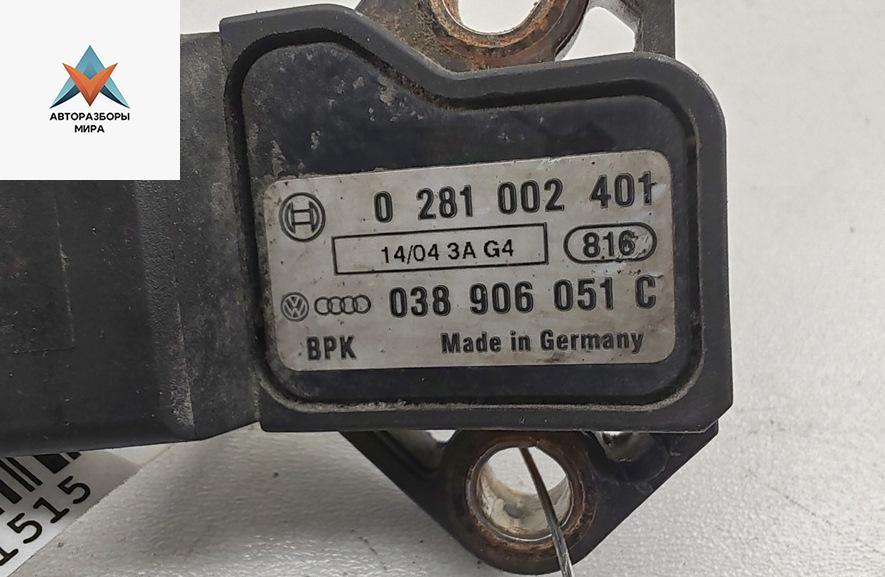 АВТОРАЗБОРЫ
МИРА
0 281 002 401
14/04 3A G4
816
038 906 051 C
BPK
Made in Germany
1515